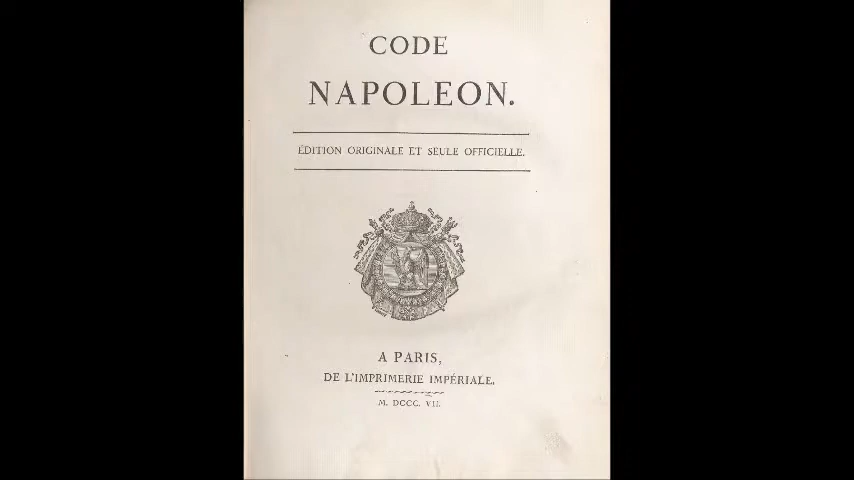 CODE
NAPOLEON.
ÉDITION ORIGINALE ET SEULE OFFICIELLE.
A PARIS,
DE L'IMPRIMERIE IMPÉRIALE.
M. DCCC. VII.